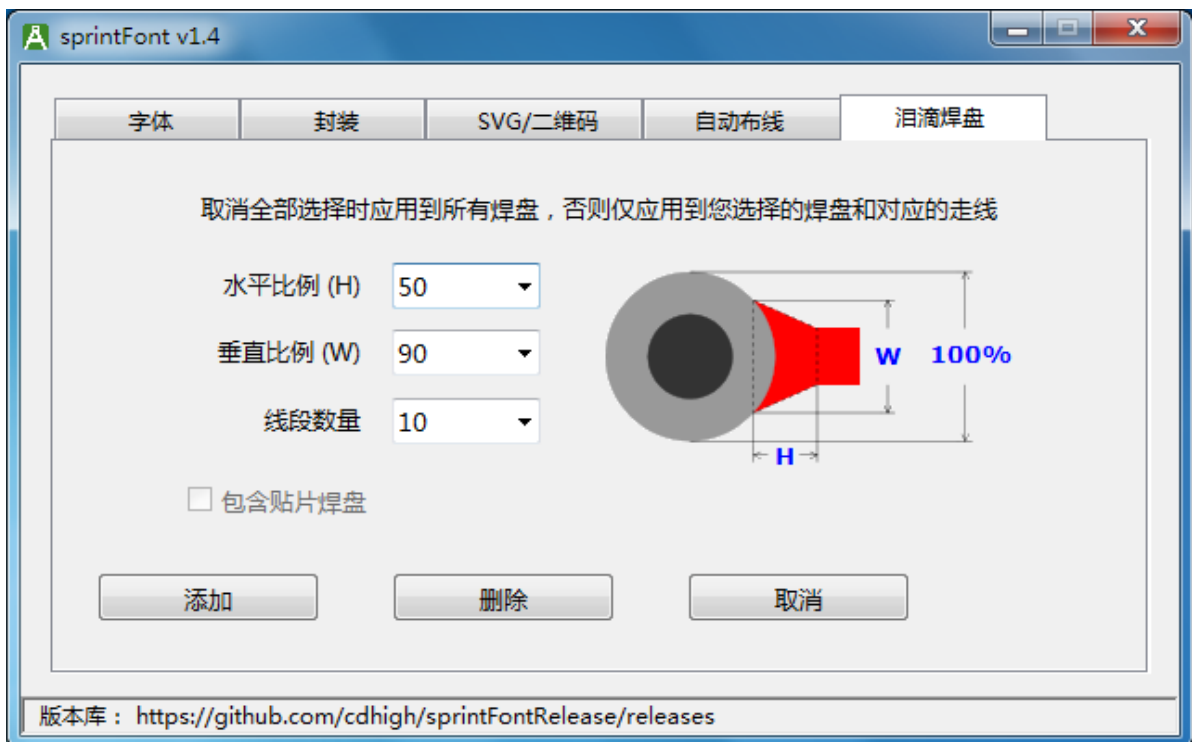 sprintFont v1.4
字体 封装 SVG/二维码 自动布线 泪滴焊盘
取消全部选择时应用到所有焊盘，否则仅应用到您选择的焊盘和对应的走线
水平比例 (H) 50
垂直比例 (W) 90
W 100%
线段数量 10
H
包含贴片焊盘
添加 删除 取消
版本库： https://github.com/cdhigh/sprintFontRelease/releases